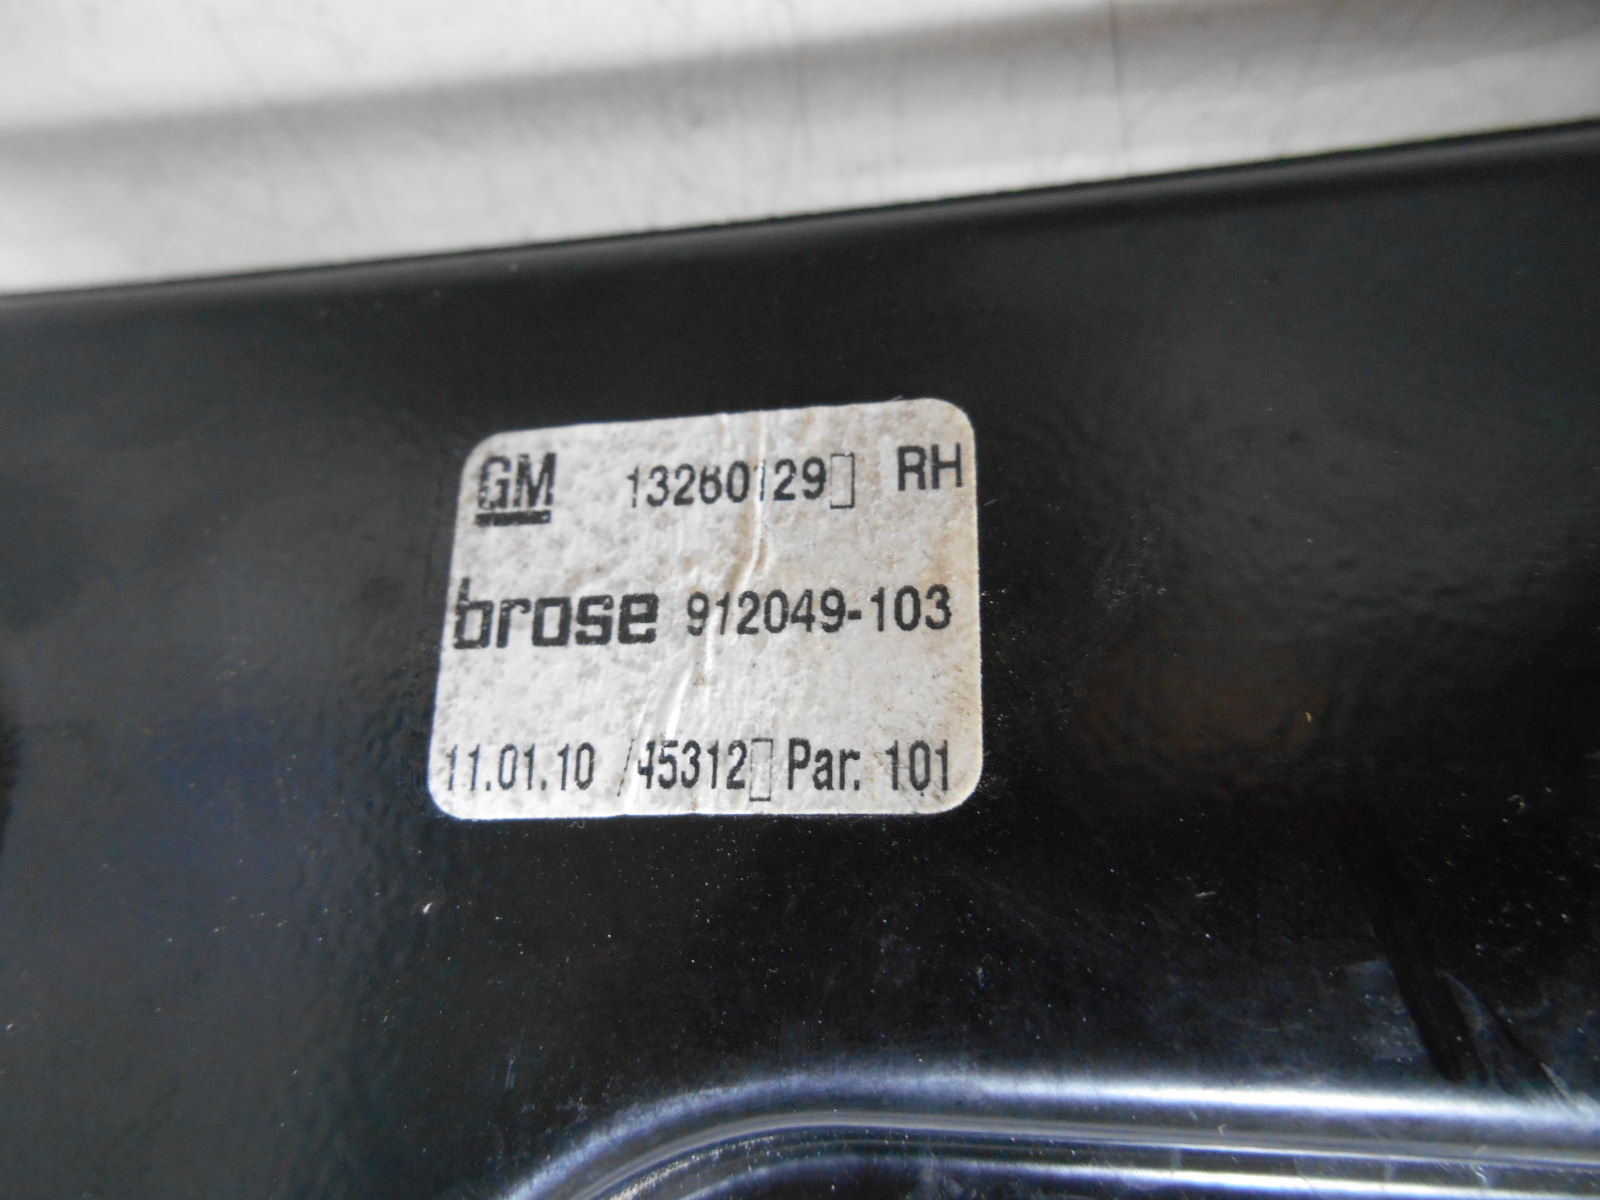 GM 13260129▯ RH
brose 912049-103
11.01.10 /45312▯ Par. 101